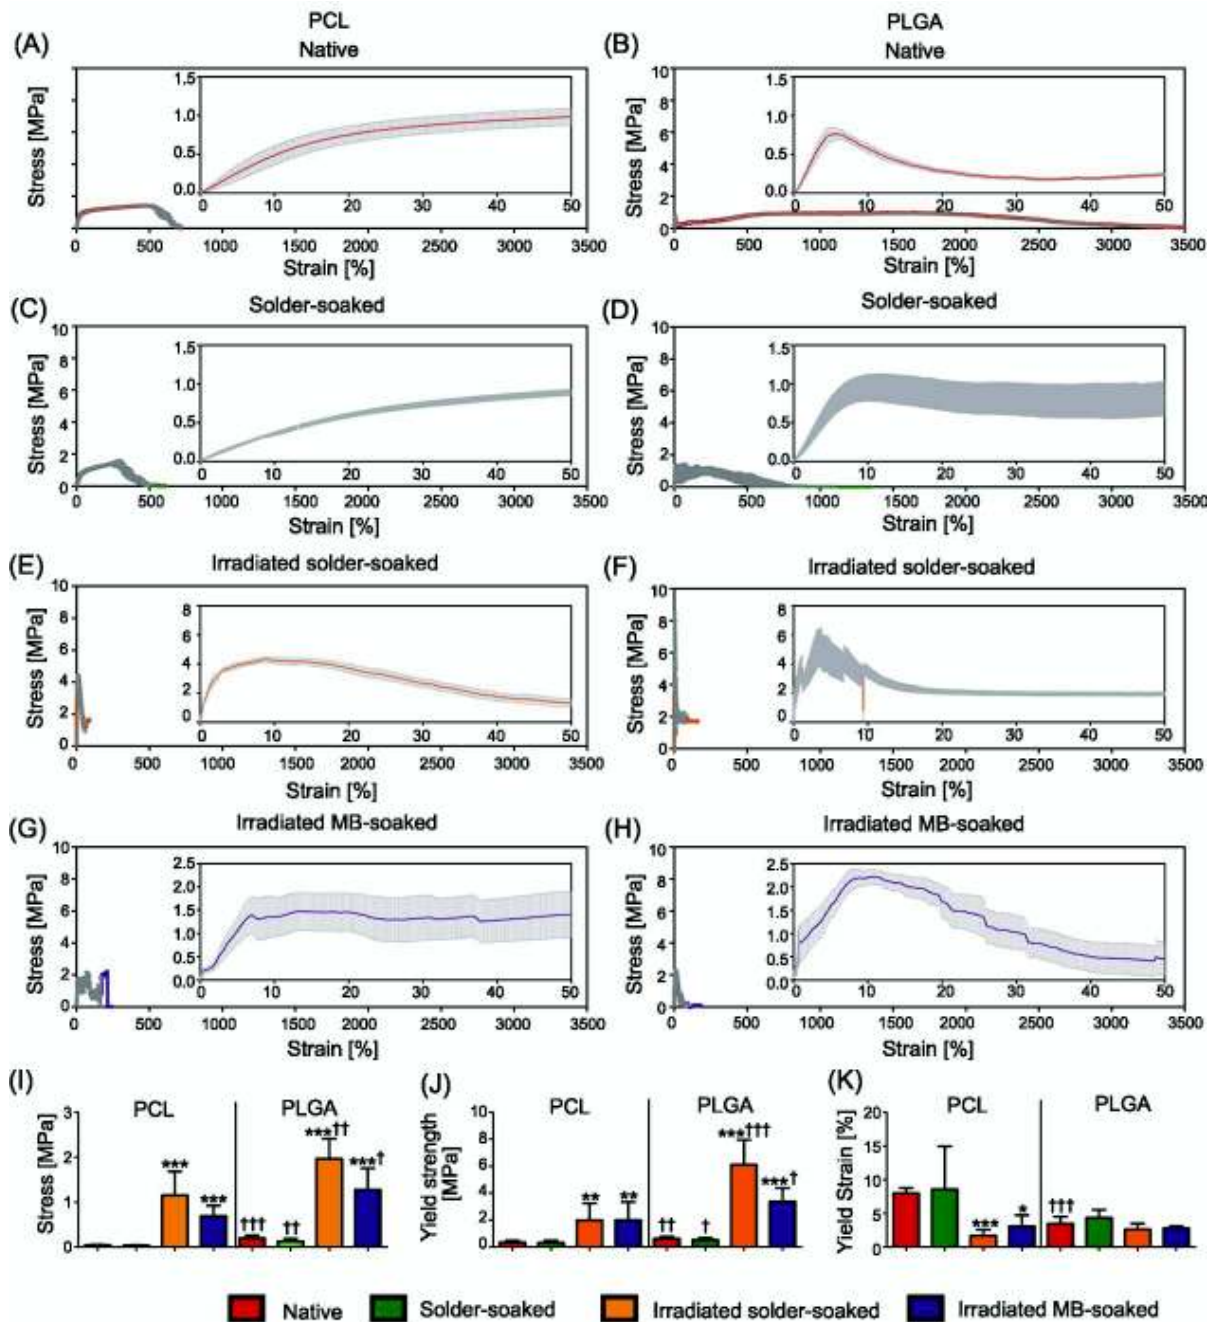 PCL PLGA
(A) Native (B) Native
Stress [MPa] 1.5 1.0 0.5 0.0 0 10 20 30 40 50
0 500 1000 1500 2000 2500 3000 3500
Strain [%]
Stress [MPa] 10 8 6 4 2 0 1.5 1.0 0.5 0.0 0 10 20 30 40 50
0 500 1000 1500 2000 2500 3000 3500
Strain [%]
(C) Solder-soaked (D) Solder-soaked
Stress [MPa] 10 8 6 4 2 0 1.5 1.0 0.5 0.0 0 10 20 30 40 50
0 500 1000 1500 2000 2500 3000 3500
Strain [%]
Stress [MPa] 10 8 6 4 2 0 1.5 1.0 0.5 0.0 0 10 20 30 40 50
0 500 1000 1500 2000 2500 3000 3500
Strain [%]
(E) Irradiated solder-soaked (F) Irradiated solder-soaked
Stress [MPa] 10 8 6 4 2 0 8 6 4 2 0 0 10 20 30 40 50
0 500 1000 1500 2000 2500 3000 3500
Strain [%]
Stress [MPa] 10 8 6 4 2 0 8 6 4 2 0 0 10 20 30 40 50
0 500 1000 1500 2000 2500 3000 3500
Strain [%]
(G) Irradiated MB-soaked (H) Irradiated MB-soaked
Stress [MPa] 10 8 6 4 2 0 2.5 2.0 1.5 1.0 0.5 0.0 0 10 20 30 40 50
0 500 1000 1500 2000 2500 3000 3500
Strain [%]
Stress [MPa] 10 8 6 4 2 0 2.5 2.0 1.5 1.0 0.5 0.0 0 10 20 30 40 50
0 500 1000 1500 2000 2500 3000 3500
Strain [%]
(I) PCL PLGA
Stress [MPa] 3 2 1 0
*** *** ††† †† ***†† ***†
(J) PCL PLGA
Yield strength
[MPa]
10 8 6 4 2 0
** ** †† † ***††† ***†
(K) PCL PLGA
Yield Strain [%] 20 15 10 5 0
*** * †††
Native Solder-soaked Irradiated solder-soaked Irradiated MB-soaked